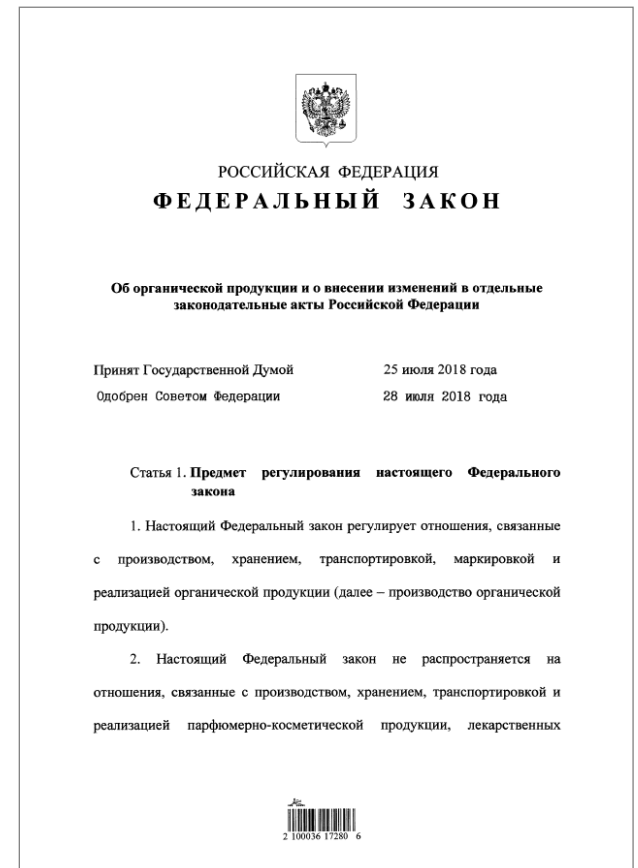 РОССИЙСКАЯ ФЕДЕРАЦИЯ
ФЕДЕРАЛЬНЫЙ ЗАКОН
Об органической продукции и о внесении изменений в отдельные
законодательные акты Российской Федерации
Принят Государственной Думой 25 июля 2018 года
Одобрен Советом Федерации 28 июля 2018 года
Статья 1. Предмет регулирования настоящего Федерального
закона
1. Настоящий Федеральный закон регулирует отношения, связанные
с производством, хранением, транспортировкой, маркировкой и
реализацией органической продукции (далее – производство органической
продукции).
2. Настоящий Федеральный закон не распространяется на
отношения, связанные с производством, хранением, транспортировкой и
реализацией парфюмерно-косметической продукции, лекарственных
2 100036 17280 6